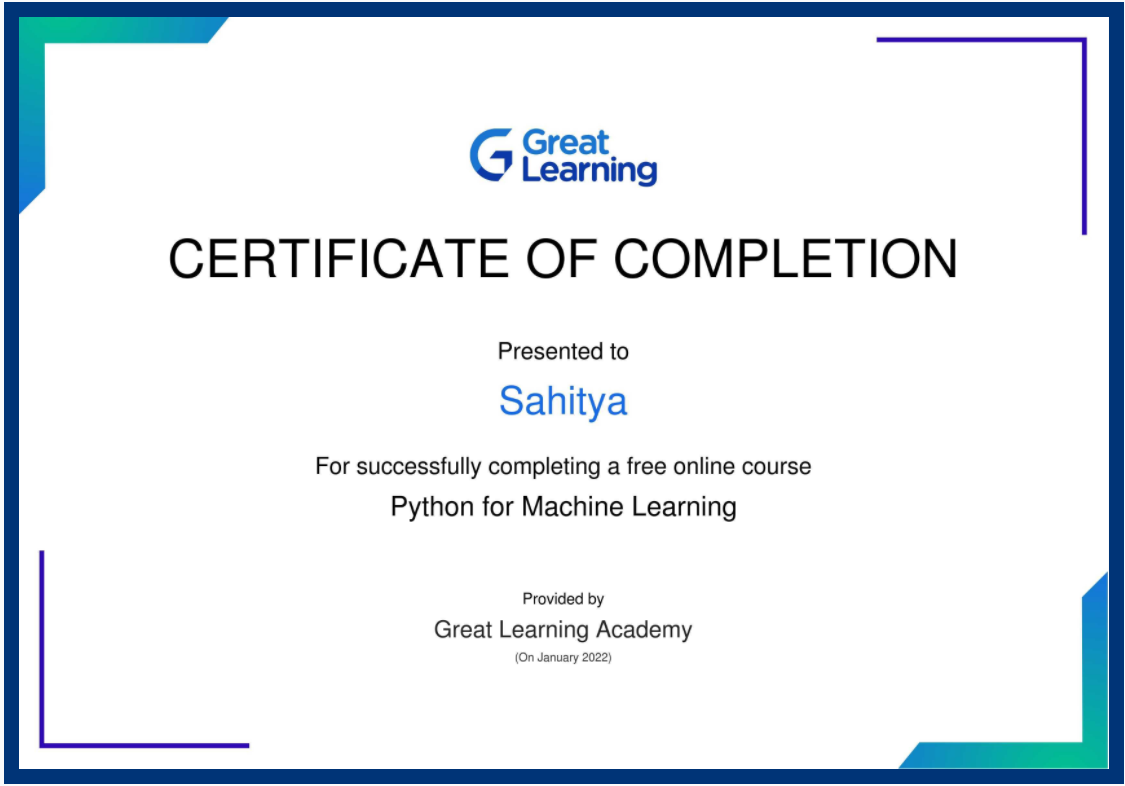 Great
Learning
CERTIFICATE OF COMPLETION
Presented to
Sahitya
For successfully completing a free online course
Python for Machine Learning
Provided by
Great Learning Academy
(On January 2022)